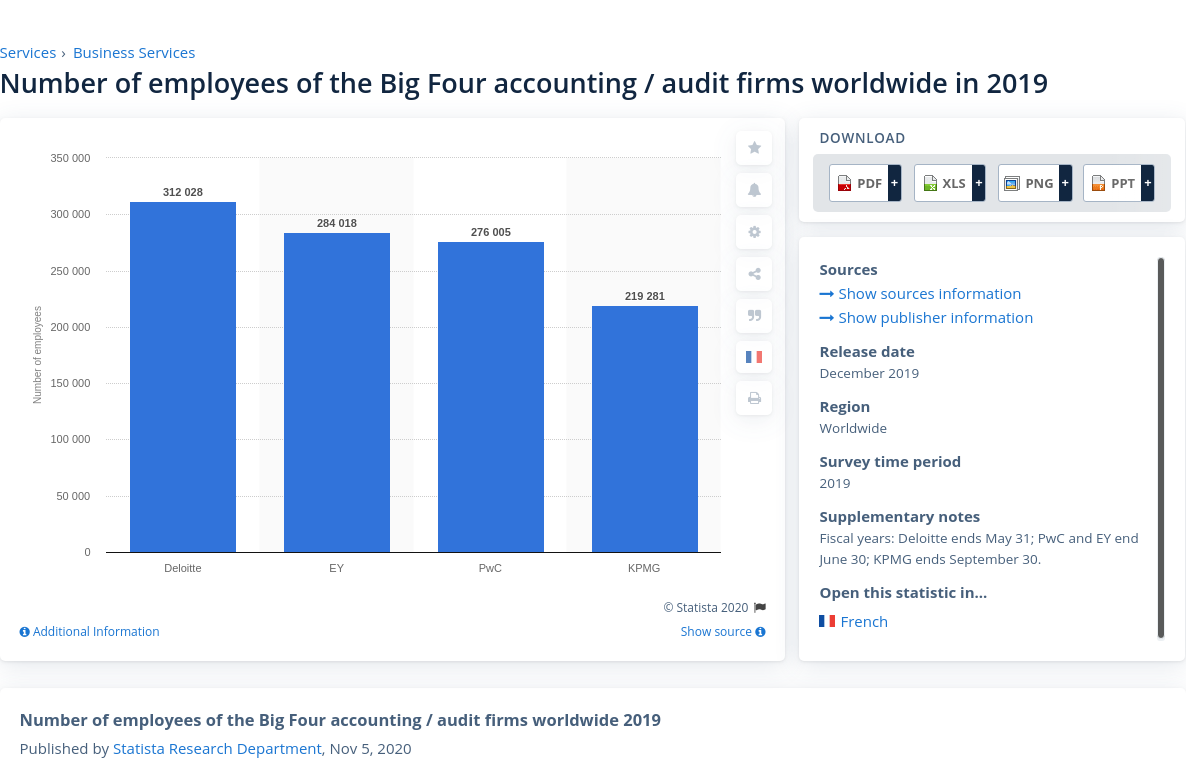 Services › Business Services
Number of employees of the Big Four accounting / audit firms worldwide in 2019
350 000
300 000
250 000
200 000
150 000
100 000
50 000
0
Number of employees
312 028
284 018
276 005
219 281
Deloitte
EY
PwC
KPMG
© Statista 2020
Additional Information
Show source
DOWNLOAD
PDF + XLS + PNG + PPT +
Sources
Show sources information
Show publisher information
Release date
December 2019
Region
Worldwide
Survey time period
2019
Supplementary notes
Fiscal years: Deloitte ends May 31; PwC and EY end
June 30; KPMG ends September 30.
Open this statistic in...
French
Number of employees of the Big Four accounting / audit firms worldwide 2019
Published by Statista Research Department, Nov 5, 2020